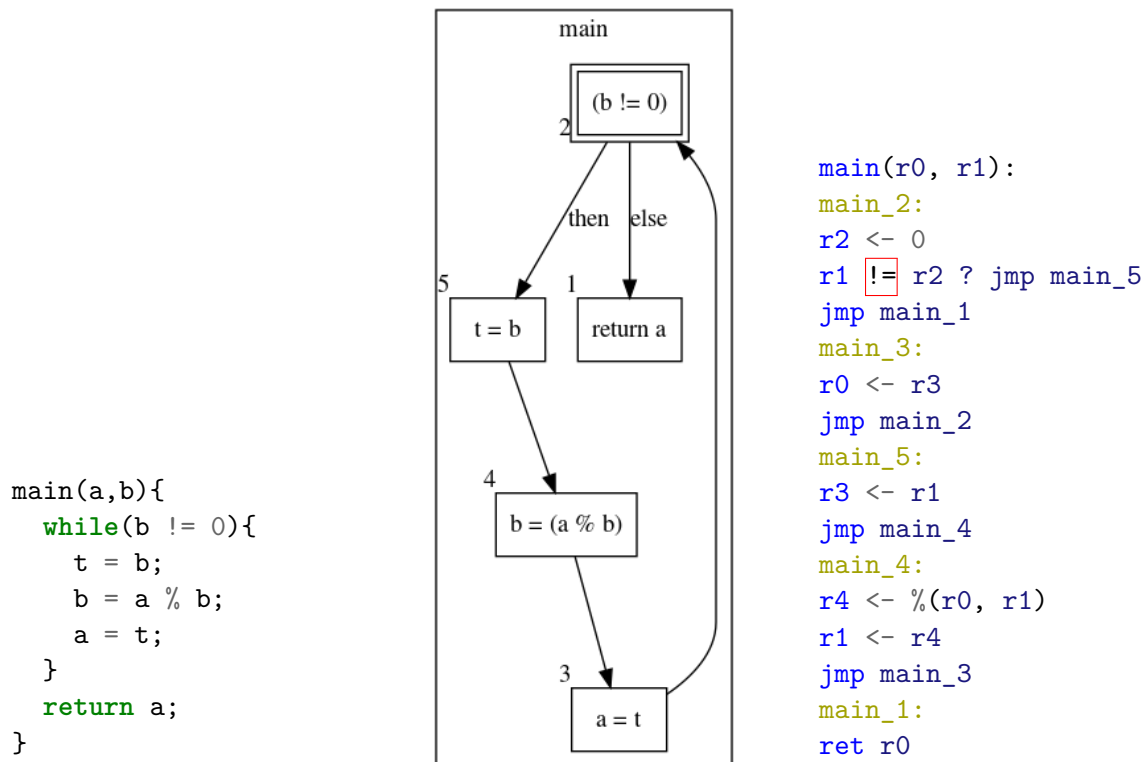 main(a,b){
  while(b != 0){
    t = b;
    b = a % b;
    a = t;
  }
  return a;
}
main
(b != 0)
2
then
else
5
t = b
1
return a
4
b = (a % b)
3
a = t
main(r0, r1):
main_2:
r2 <- 0
r1 != r2 ? jmp main_5
jmp main_1
main_3:
r0 <- r3
jmp main_2
main_5:
r3 <- r1
jmp main_4
main_4:
r4 <- %(r0, r1)
r1 <- r4
jmp main_3
main_1:
ret r0